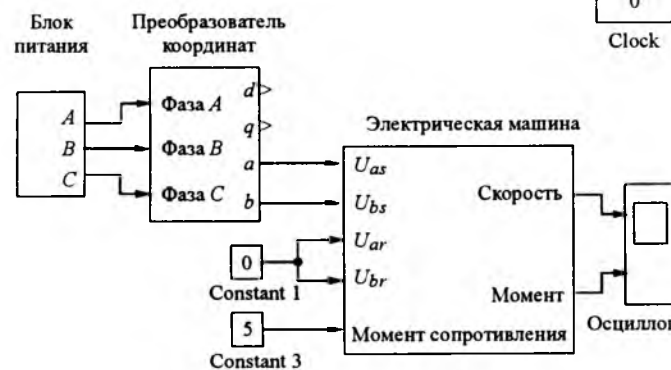 Блок
питания
Преобразователь
координат
0
Clock
A
B
C
Фаза A
Фаза B
Фаза C
d
q
a
b
Электрическая машина
Uas
Ubs
Uar
Ubr
Момент сопротивления
Скорость
Момент
0
Constant 1
5
Constant 3